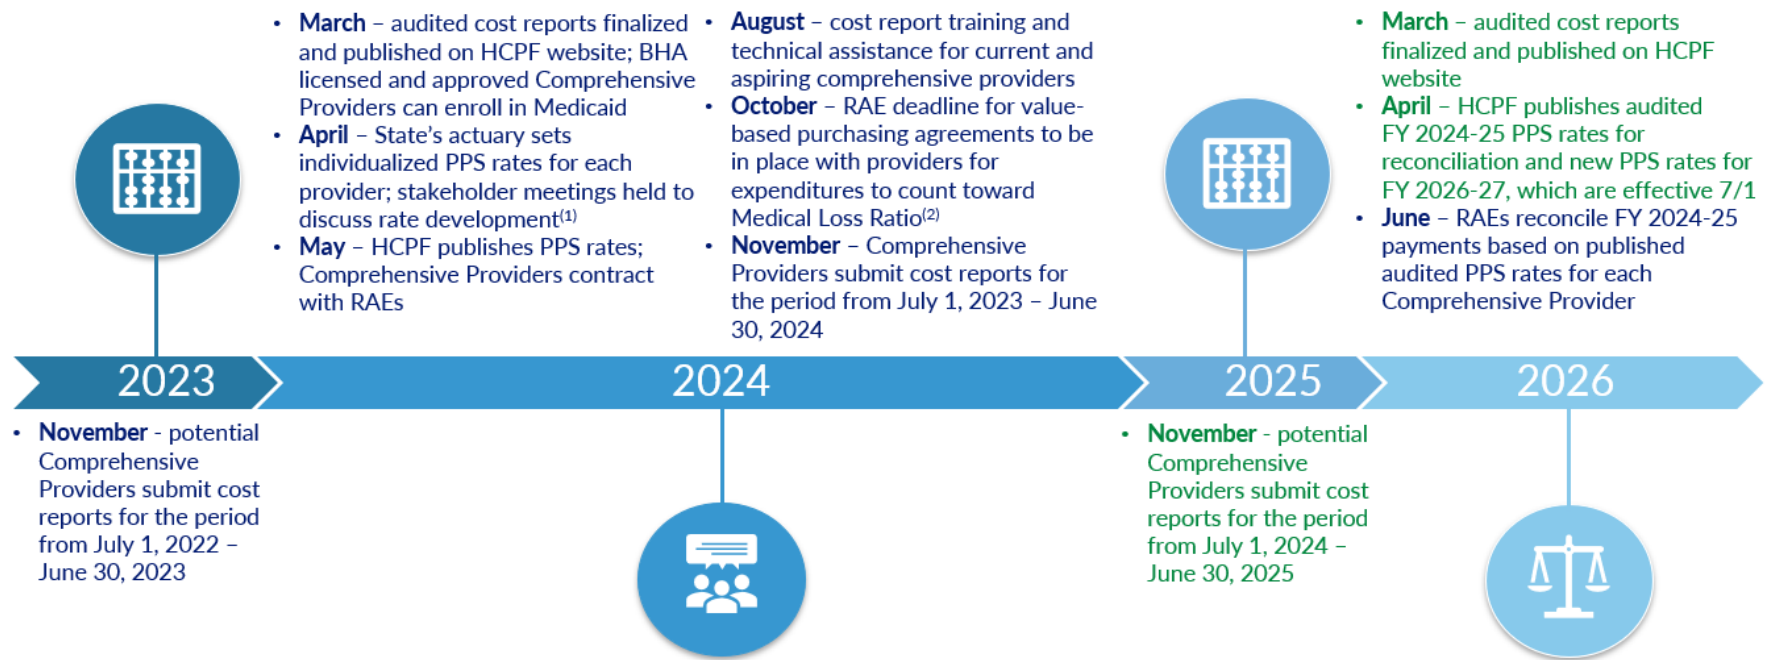 • March – audited cost reports finalized
and published on HCPF website; BHA
licensed and approved Comprehensive
Providers can enroll in Medicaid
• April – State’s actuary sets
individualized PPS rates for each
provider; stakeholder meetings held to
discuss rate development(1)
• May – HCPF publishes PPS rates;
Comprehensive Providers contract
with RAEs
• August – cost report training and
technical assistance for current and
aspiring comprehensive providers
• October – RAE deadline for value-
based purchasing agreements to be
in place with providers for
expenditures to count toward
Medical Loss Ratio(2)
• November – Comprehensive
Providers submit cost reports for
the period from July 1, 2023 – June
30, 2024
• March – audited cost reports
finalized and published on HCPF
website
• April – HCPF publishes audited
FY 2024-25 PPS rates for
reconciliation and new PPS rates for
FY 2026-27, which are effective 7/1
• June – RAEs reconcile FY 2024-25
payments based on published
audited PPS rates for each
Comprehensive Provider
2023
2024
2025
2026
• November - potential
Comprehensive
Providers submit cost
reports for the period
from July 1, 2022 –
June 30, 2023
• November - potential
Comprehensive
Providers submit cost
reports for the period
from July 1, 2024 –
June 30, 2025